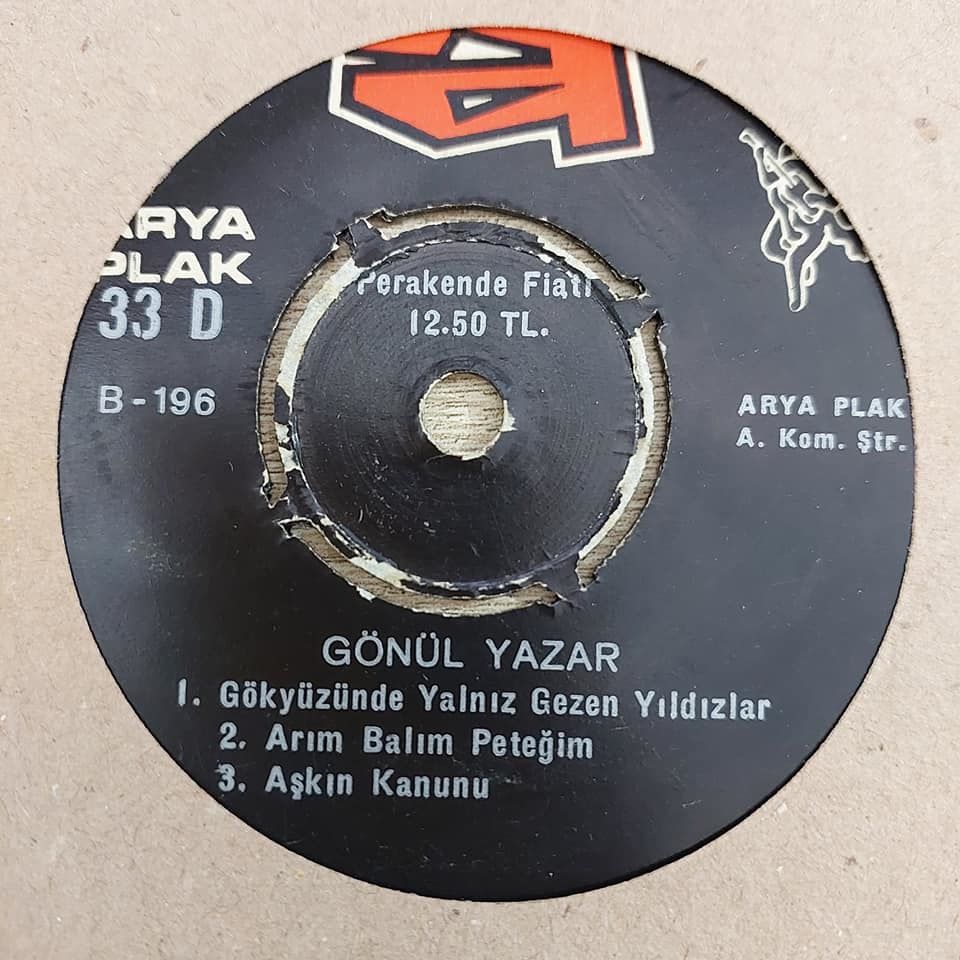 ARYA
PLAK
33 D
B-196
Perakende Fiatı
12.50 TL.
ARYA PLAK
A. Kom. Ştr.
GÖNÜL YAZAR
1. Gökyüzünde Yalnız Gezen Yıldızlar
2. Arım Balım Peteğim
3. Aşkın Kanunu